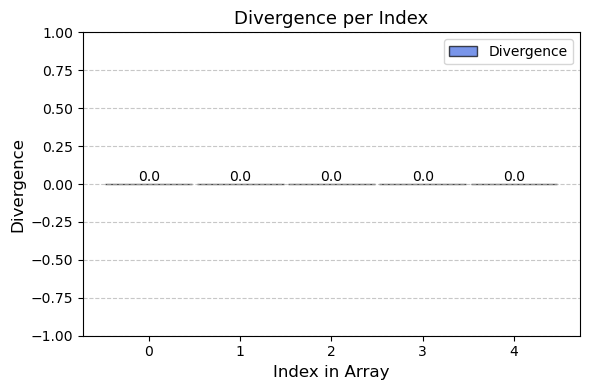 Divergence per Index
Divergence
1.00
0.75
0.50
0.25
0.00
−0.25
−0.50
−0.75
−1.00
Divergence
0.0 0.0 0.0 0.0 0.0
0 1 2 3 4
Index in Array